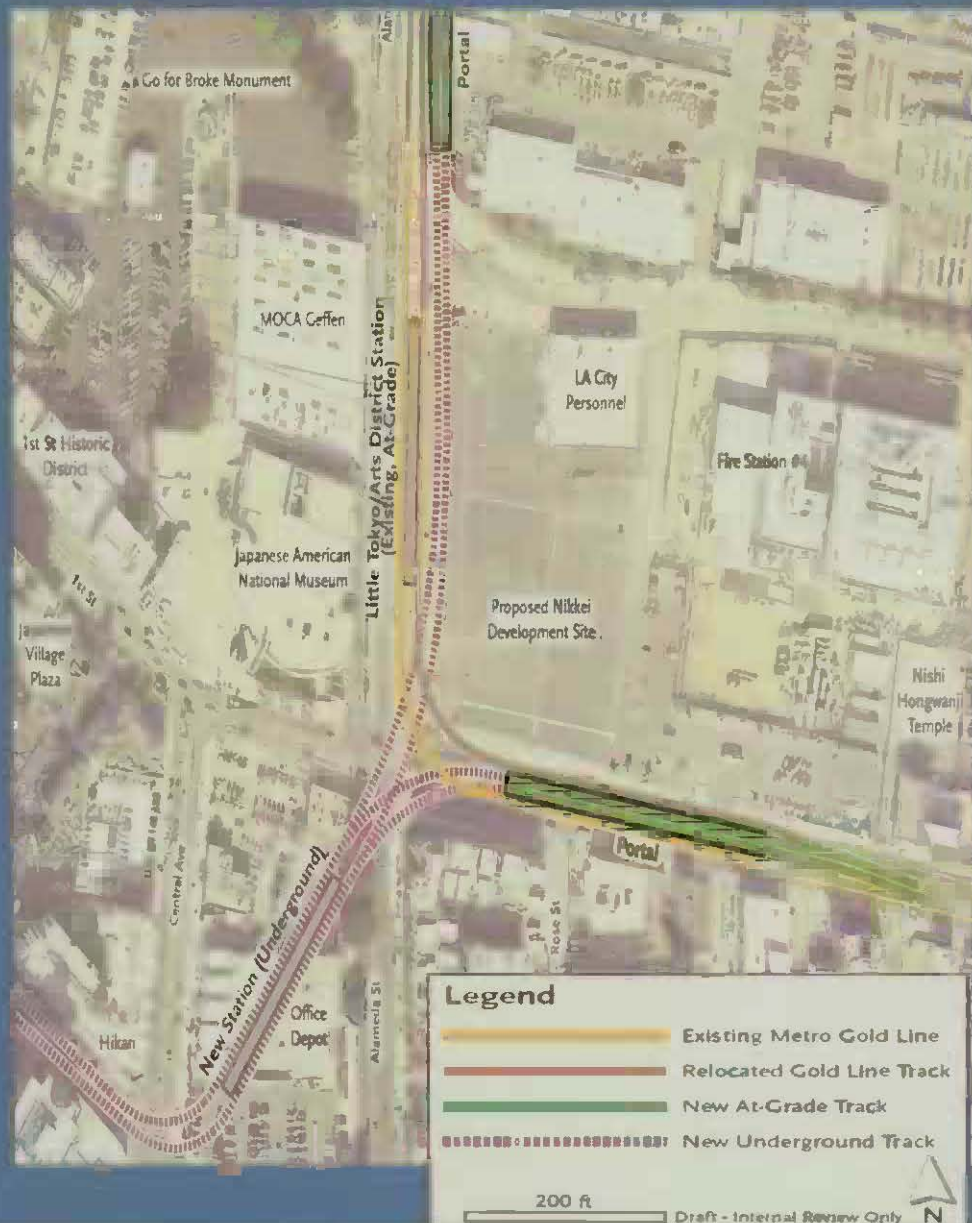 Go for Broke Monument
Portal
MOCA Geffen
Little Tokyo/Arts District Station
(Existing, At-Grade)
LA City
Personnel
1st St Historic
District
Fire Station #4
Japanese American
National Museum
1st St
Proposed Nikkei
Development Site
Village
Plaza
Nishi
Hongwanji
Temple
Portal
Central Ave
Rose St
New Station (Underground)
Office
Depot
Alameda St
Hikari
Legend
Existing Metro Gold Line
Relocated Gold Line Track
New At-Grade Track
New Underground Track
200 ft
Draft - Internal Review Only
N